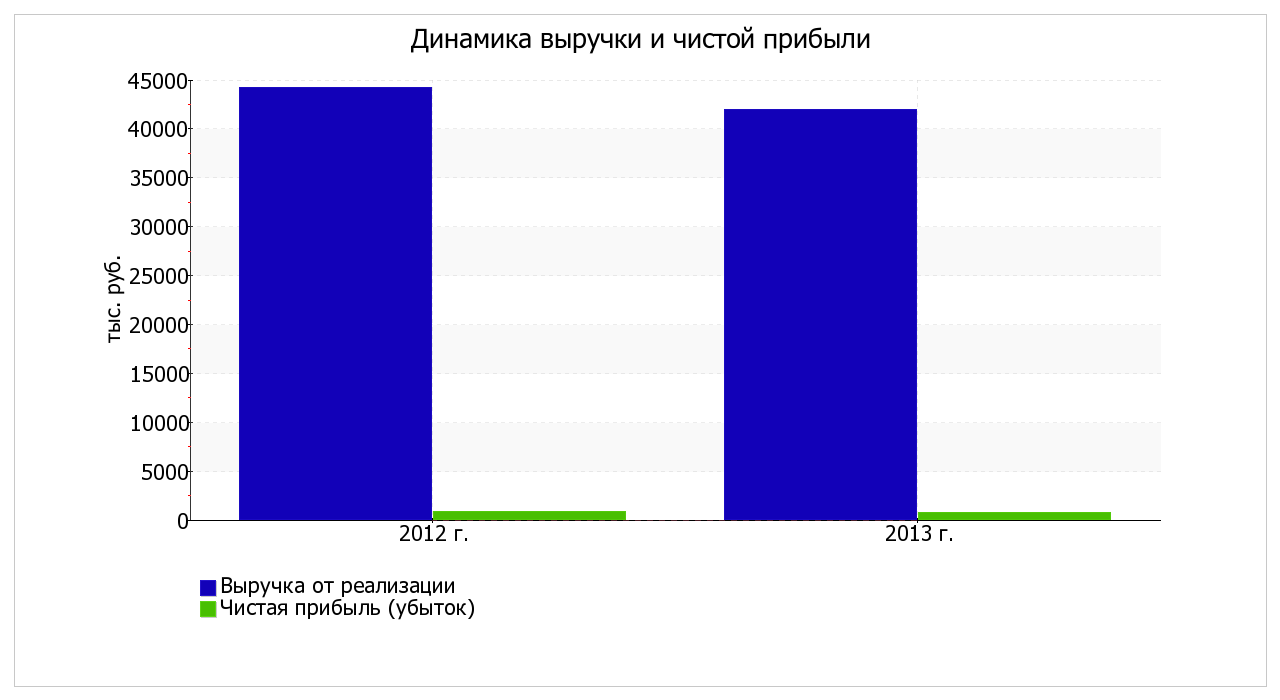 Динамика выручки и чистой прибыли
45000
40000
35000
30000
25000
20000
15000
10000
5000
0
тыс. руб.
2012 г.
2013 г.
Выручка от реализации
Чистая прибыль (убыток)